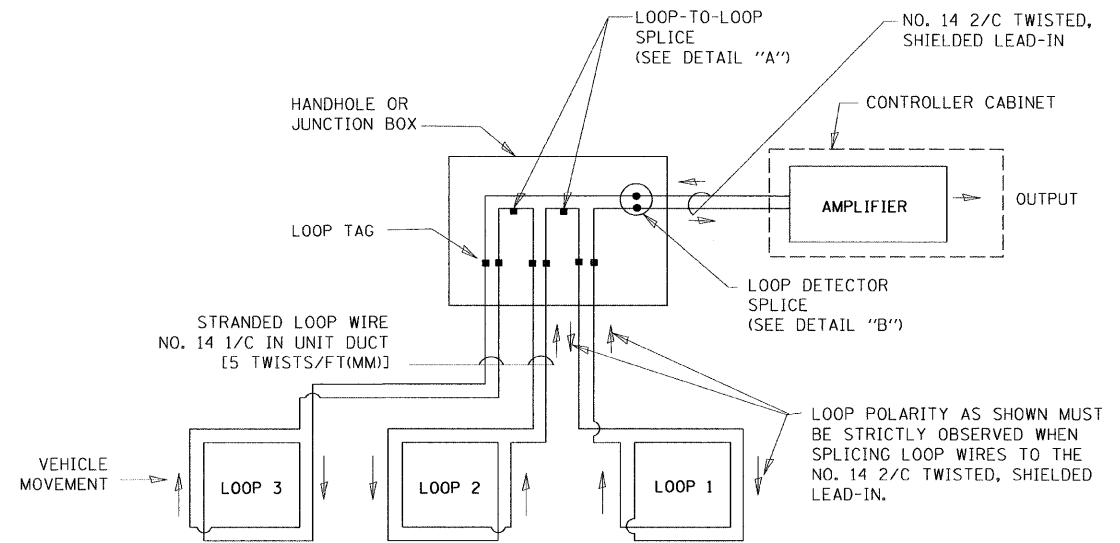 LOOP-TO-LOOP
SPLICE
(SEE DETAIL "A")
NO. 14 2/C TWISTED,
SHIELDED LEAD-IN
HANDHOLE OR
JUNCTION BOX
CONTROLLER CABINET
AMPLIFIER
OUTPUT
LOOP TAG
LOOP DETECTOR
SPLICE
(SEE DETAIL "B")
STRANDED LOOP WIRE
NO. 14 1/C IN UNIT DUCT
[5 TWISTS/FT(MM)]
LOOP POLARITY AS SHOWN MUST
BE STRICTLY OBSERVED WHEN
SPLICING LOOP WIRES TO THE
NO. 14 2/C TWISTED, SHIELDED
LEAD-IN.
VEHICLE
MOVEMENT
LOOP 3
LOOP 2
LOOP 1